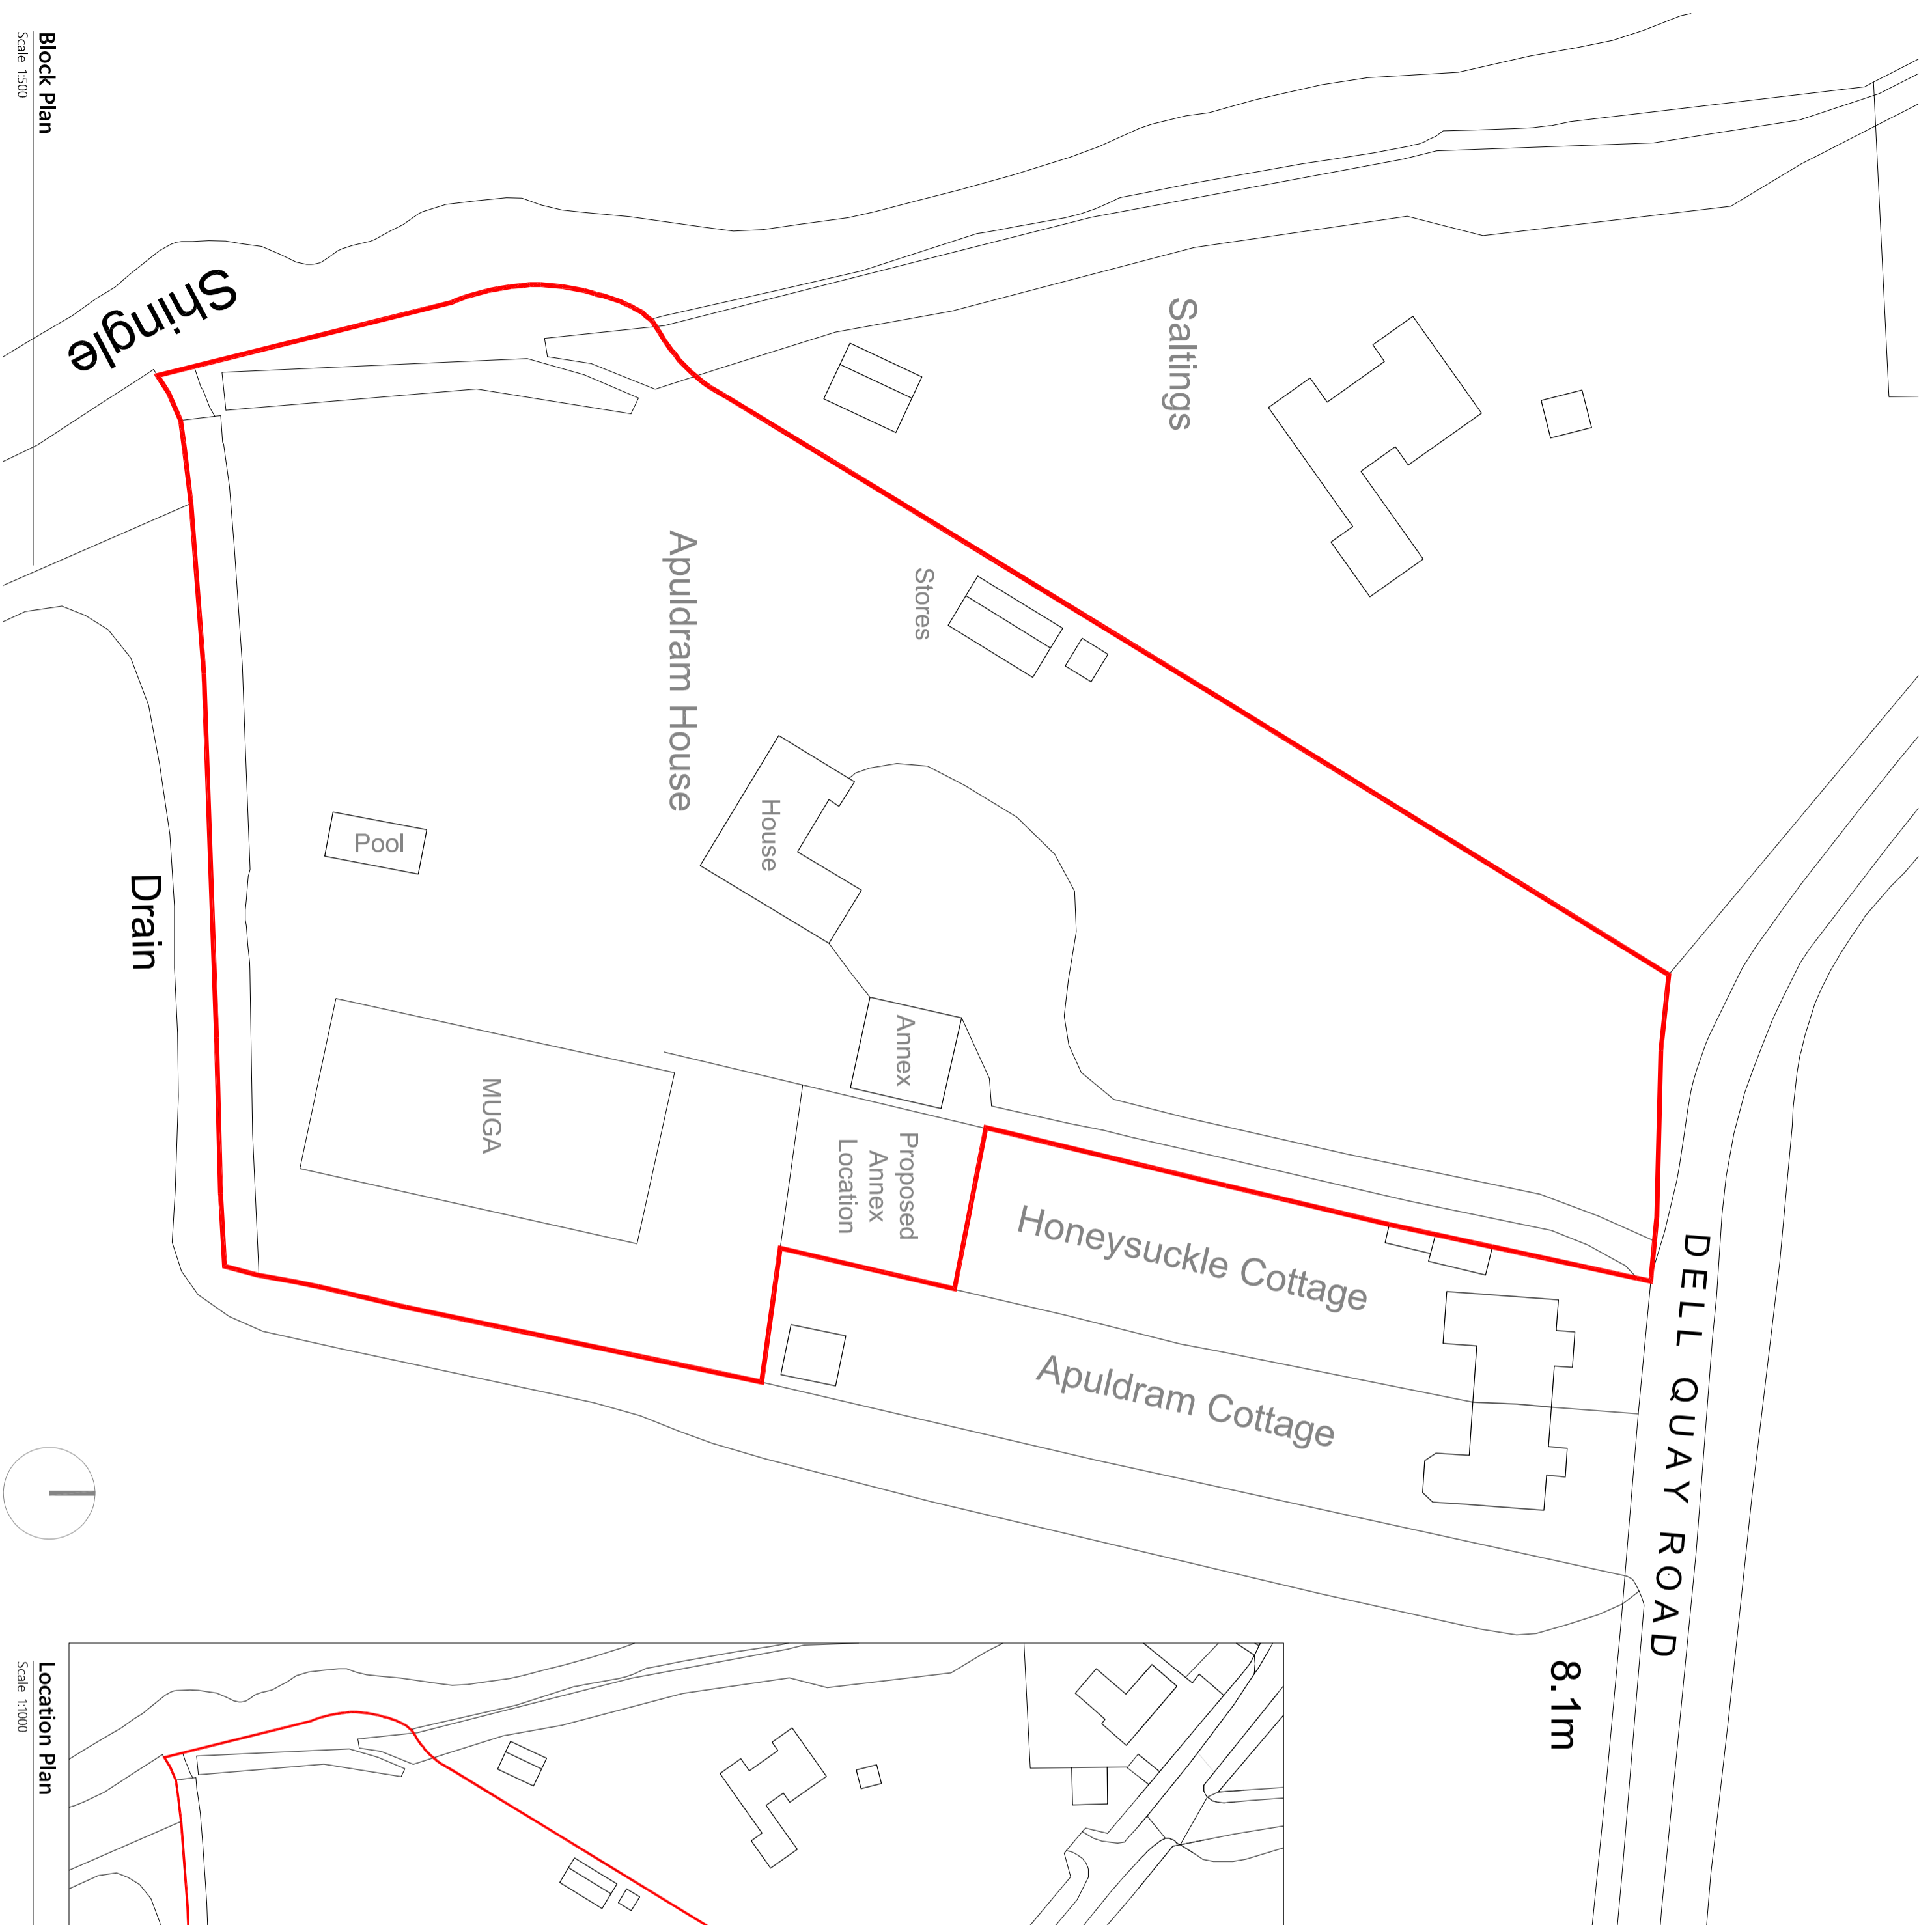 Block Plan
Scale 1:500
Shingle
Saltings
Apuldram House
Stores
House
Pool
Drain
Annex
MUGA
Proposed
Annex
Location
Honeysuckle Cottage
Apuldram Cottage
DELL QUAY ROAD
8.1m
Location Plan
Scale 1:1000